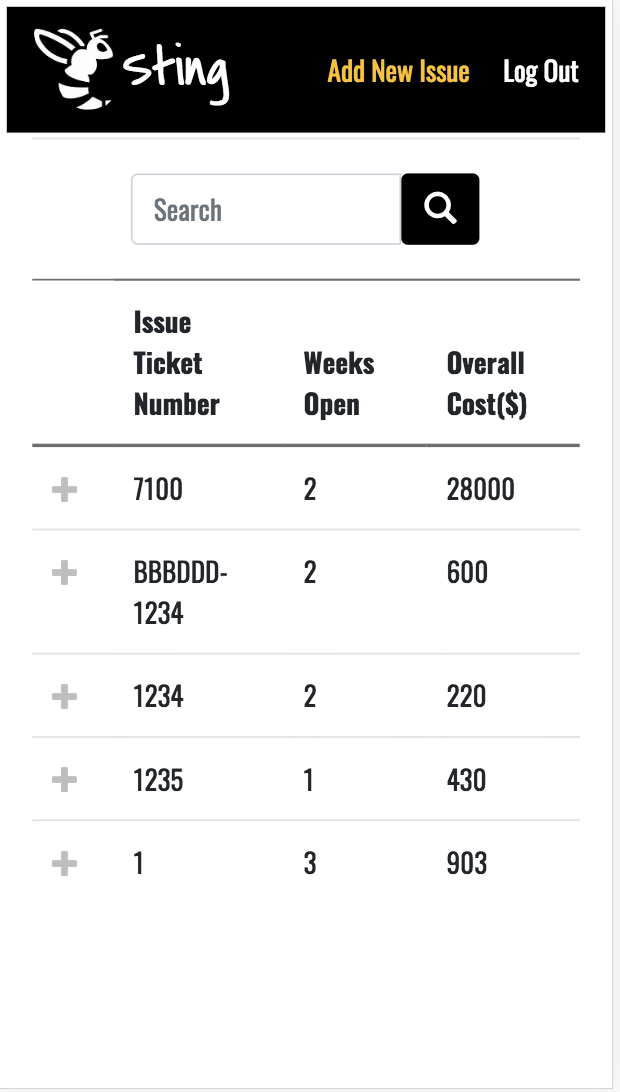 sting
Add New Issue
Log Out
Search
Issue
Ticket
Number
Weeks
Open
Overall
Cost($)
7100 2 28000
BBBDDD-
1234
2 600
1234 2 220
1235 1 430
1 3 903